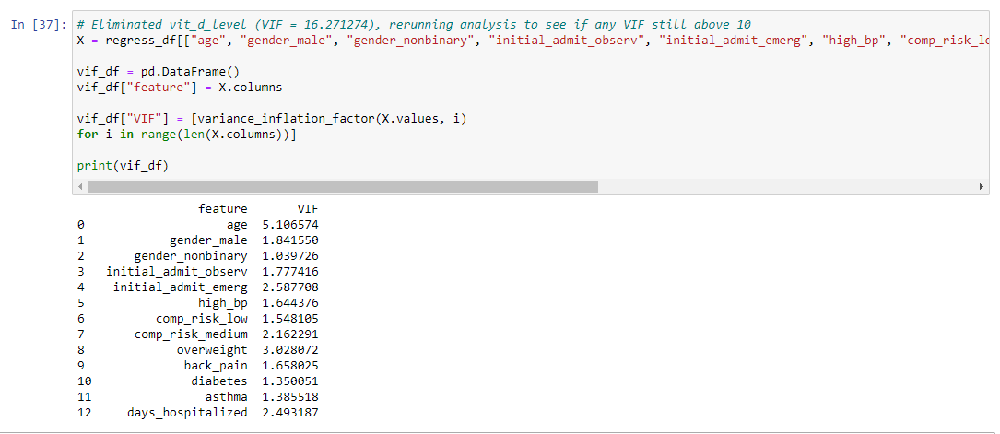 In [37]: # Eliminated vit_d_level (VIF = 16.271274), rerunning analysis to see if any VIF still above 10
X = regress_df[["age", "gender_male", "gender_nonbinary", "initial_admit_observ", "initial_admit_emerg", "high_bp", "comp_risk_lo
vif_df = pd.DataFrame()
vif_df["feature"] = X.columns
vif_df["VIF"] = [variance_inflation_factor(X.values, i)
for i in range(len(X.columns))]
print(vif_df)
feature VIF
0 age 5.106574
1 gender_male 1.841550
2 gender_nonbinary 1.039726
3 initial_admit_observ 1.777416
4 initial_admit_emerg 2.587708
5 high_bp 1.644376
6 comp_risk_low 1.548105
7 comp_risk_medium 2.162291
8 overweight 3.028072
9 back_pain 1.658025
10 diabetes 1.350051
11 asthma 1.385518
12 days_hospitalized 2.493187